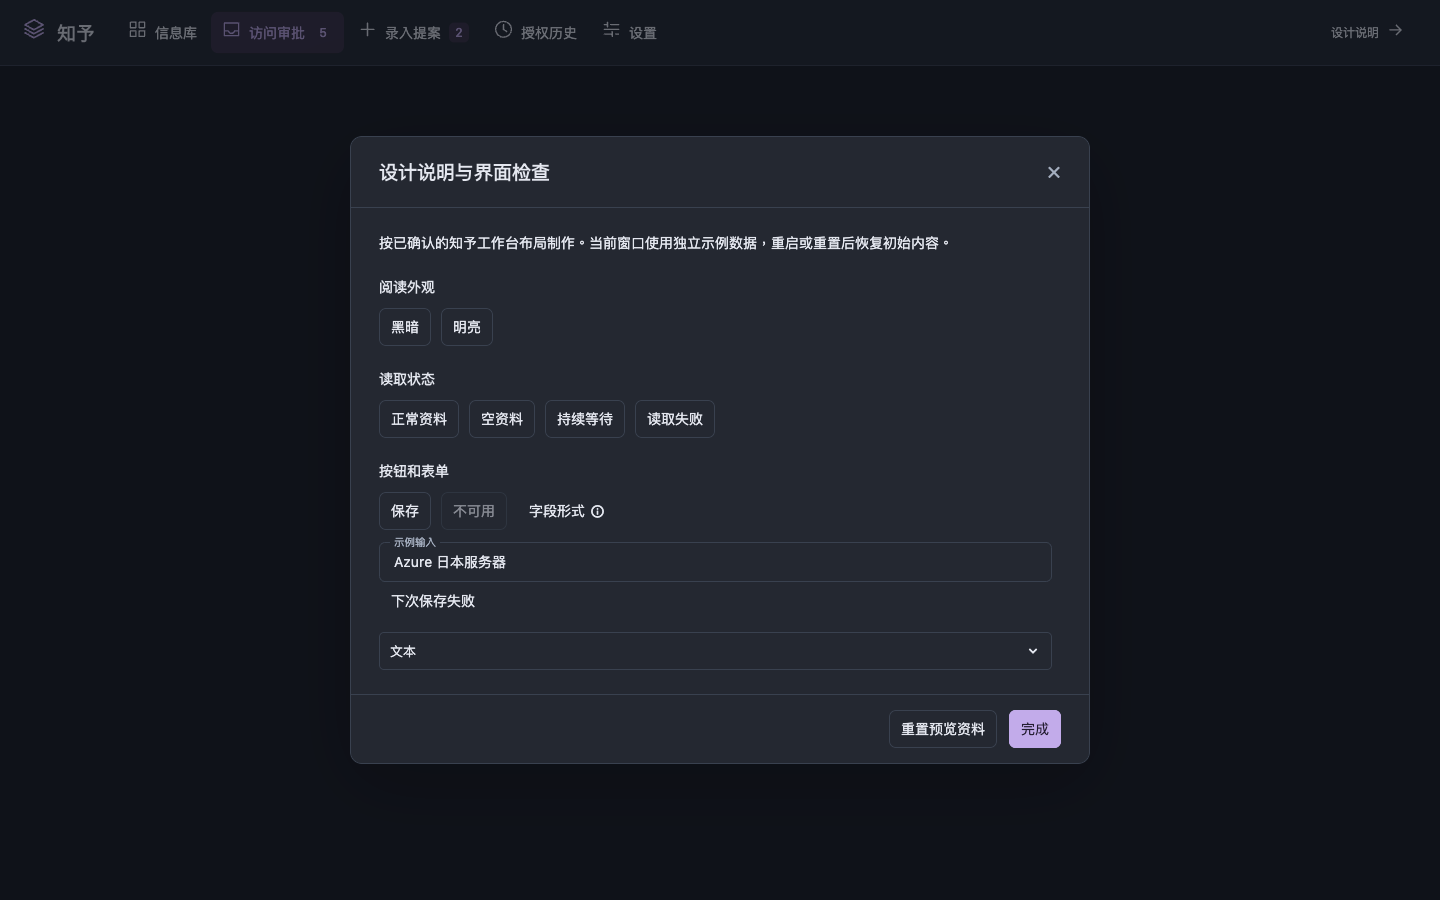 知予 信息库 访问审批 5 录入提案 2 授权历史 设置 设计说明
设计说明与界面检查
按已确认的知予工作台布局制作。当前窗口使用独立示例数据，重启或重置后恢复初始内容。
阅读外观
黑暗 明亮
读取状态
正常资料 空资料 持续等待 读取失败
按钮和表单
保存 不可用 字段形式
示例输入
Azure 日本服务器
下次保存失败
文本
重置预览资料 完成